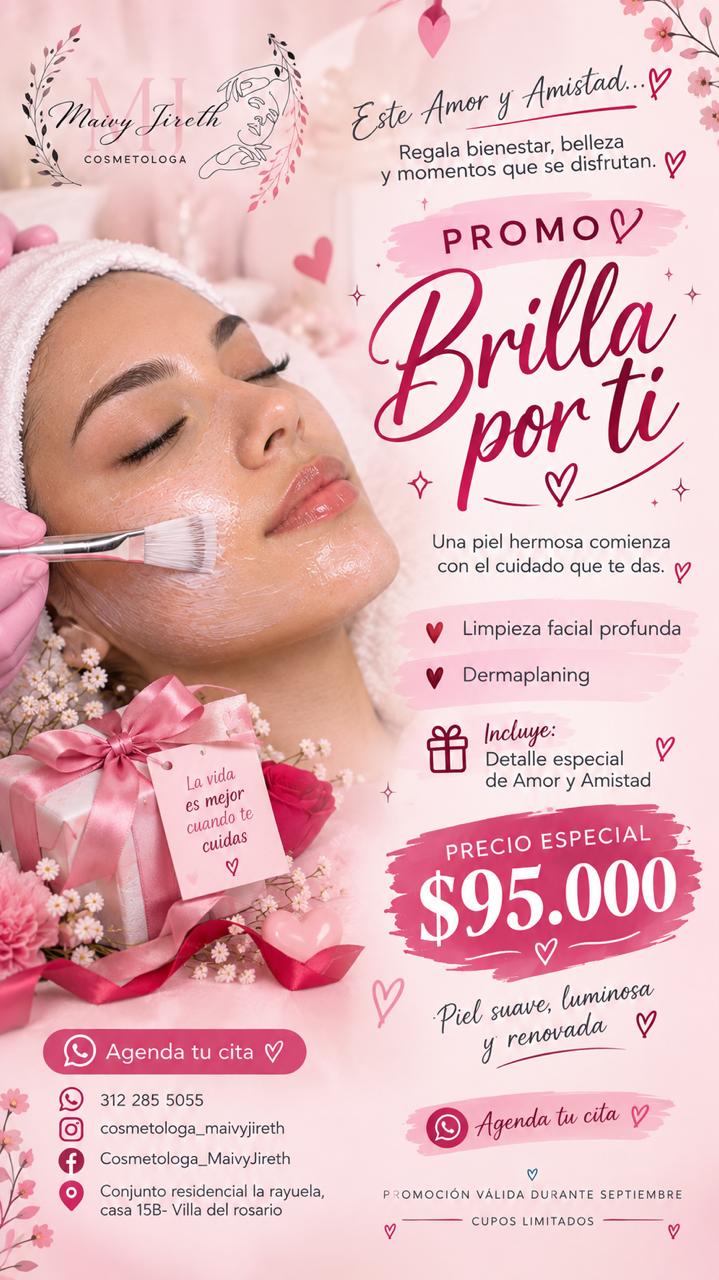 MJ
Maivy Jireth
COSMETOLOGA
Este Amor y Amistad...
Regala bienestar, belleza
y momentos que se disfrutan.
PROMO
Brilla
por ti
Una piel hermosa comienza
con el cuidado que te das.
Limpieza facial profunda
Dermaplaning
Incluye:
Detalle especial
de Amor y Amistad
La vida
es mejor
cuando te
cuidas
PRECIO ESPECIAL
$95.000
Piel suave, luminosa
y renovada
Agenda tu cita
312 285 5055
cosmetologa_maivyjireth
Cosmetologa_MaivyJireth
Conjunto residencial la rayuela,
casa 15B- Villa del rosario
Agenda tu cita
PROMOCIÓN VÁLIDA DURANTE SEPTIEMBRE
CUPOS LIMITADOS